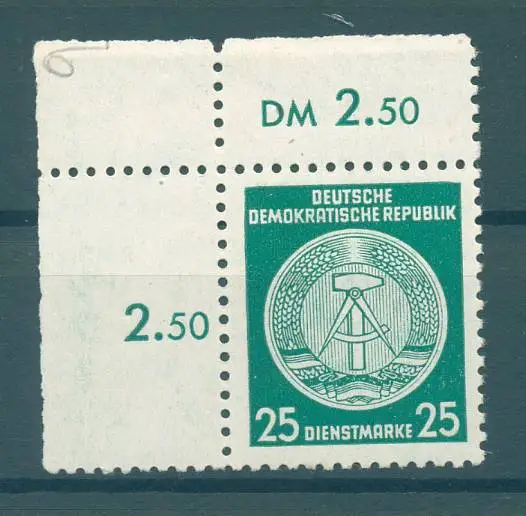 DM 2.50
DEUTSCHE
DEMOKRATISCHE REPUBLIK
2.50
25 DIENSTMARKE 25